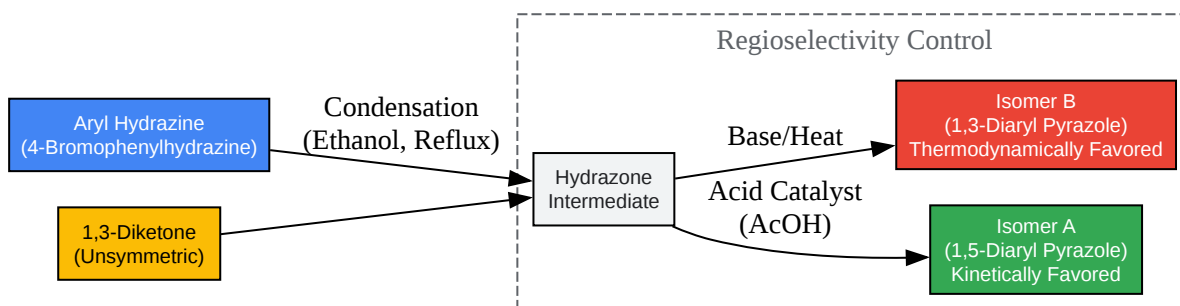 Regioselectivity Control
Aryl Hydrazine
(4-Bromophenylhydrazine)
Condensation
(Ethanol, Reflux)
1,3-Diketone
(Unsymmetric)
Hydrazone
Intermediate
Base/Heat
Acid Catalyst
(AcOH)
Isomer B
(1,3-Diaryl Pyrazole)
Thermodynamically Favored
Isomer A
(1,5-Diaryl Pyrazole)
Kinetically Favored